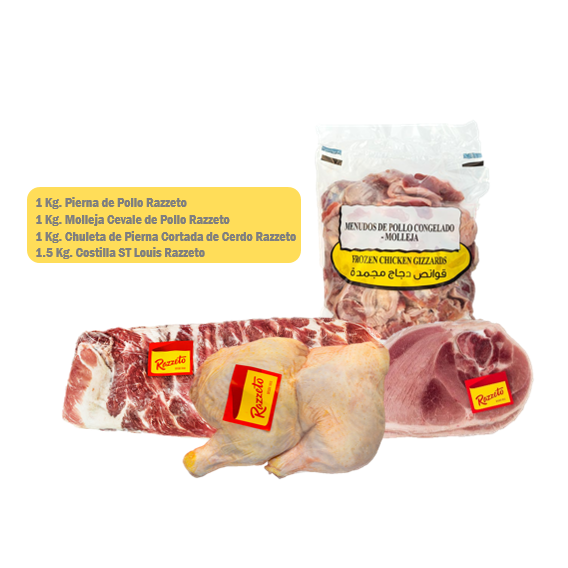 1 Kg. Pierna de Pollo Razzeto
1 Kg. Molleja Cevale de Pollo Razzeto
1 Kg. Chuleta de Pierna Cortada de Cerdo Razzeto
1.5 Kg. Costilla ST Louis Razzeto
MENUDOS DE POLLO CONGELADO
- MOLLEJA
FROZEN CHICKEN GIZZARDS
قوانص دجاج مجمدة
Razzeto
Razzeto
Razzeto